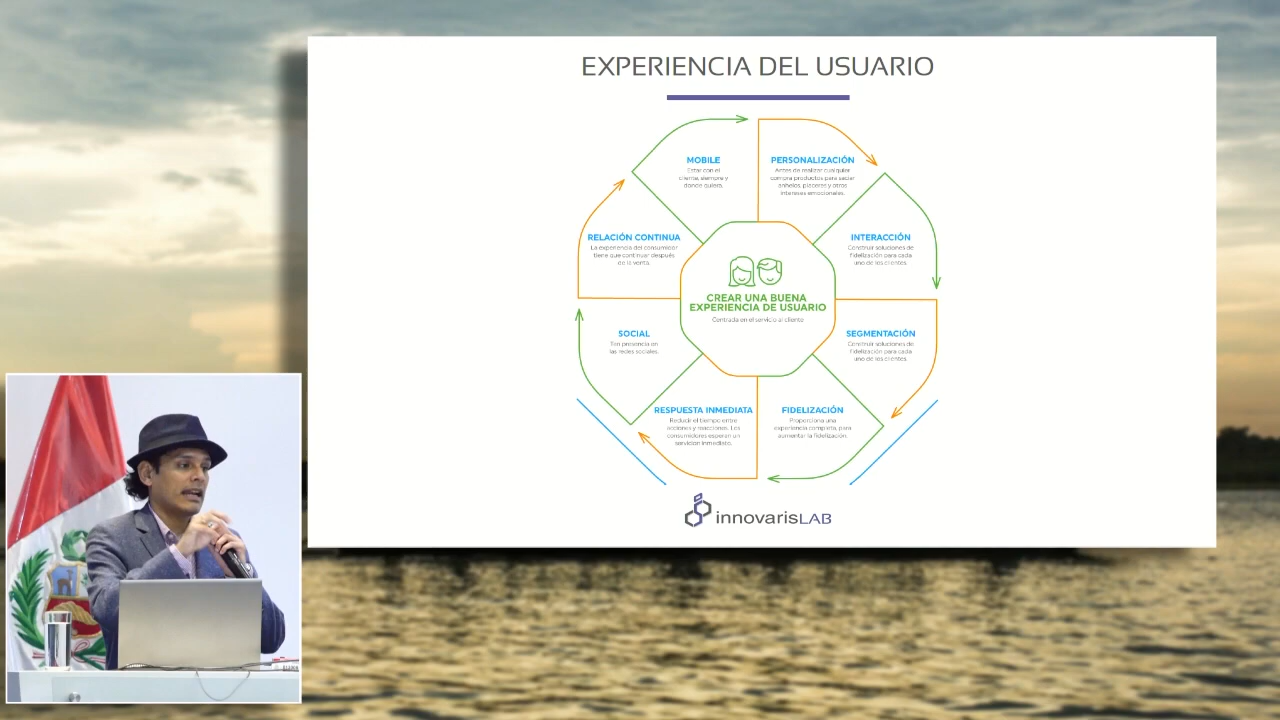 EXPERIENCIA DEL USUARIO
MOBILE
Estar con el
cliente, siempre y
donde quiera.
PERSONALIZACIÓN
Antes de realizar cualquier
compra productos para saciar
anhelos, placeres y otros
intereses emocionales.
INTERACCIÓN
Construir soluciones de
fidelización para cada
uno de los clientes.
SEGMENTACIÓN
Construir soluciones de
fidelización para cada
uno de los clientes.
FIDELIZACIÓN
Proporciona una
experiencia completa, para
aumentar la fidelización.
RESPUESTA INMEDIATA
Reducir el tiempo entre
acciones y reacciones. Los
consumidores esperan un
servicion inmediato.
SOCIAL
Ten presencia en
las redes sociales.
RELACIÓN CONTINUA
La experiencia del consumidor
tiene que continuar después
de la venta.
CREAR UNA BUENA
EXPERIENCIA DE USUARIO
Centrada en el servicio al cliente
innovarisLAB